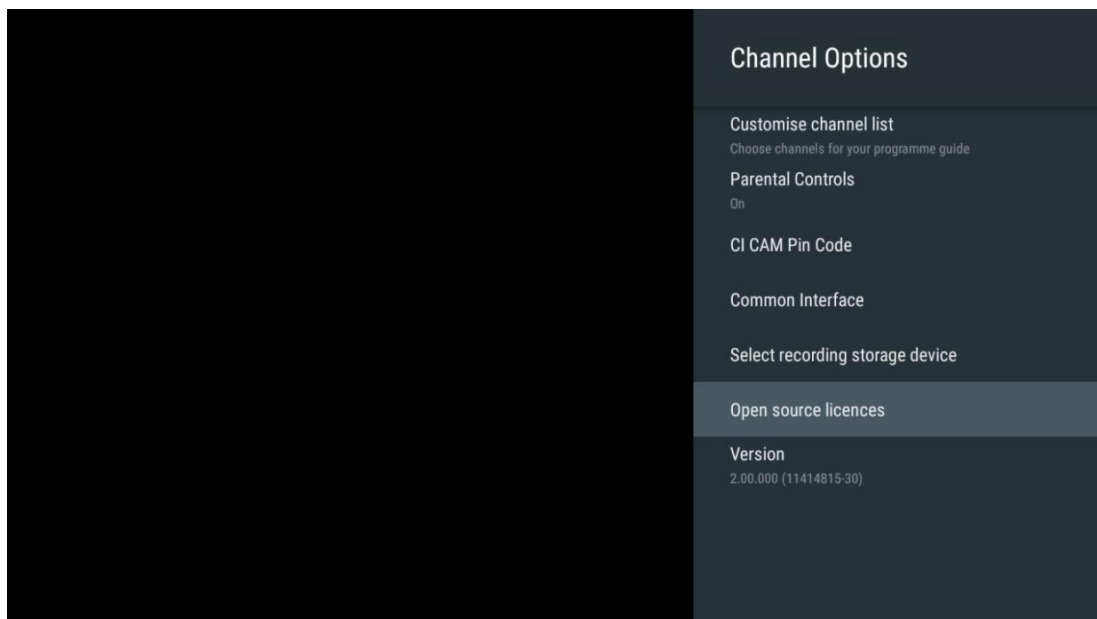 Channel Options
Customise channel list
Choose channels for your programme guide
Parental Controls
On
CI CAM Pin Code
Common Interface
Select recording storage device
Open source licences
Version
2.00.000 (11414815-30)